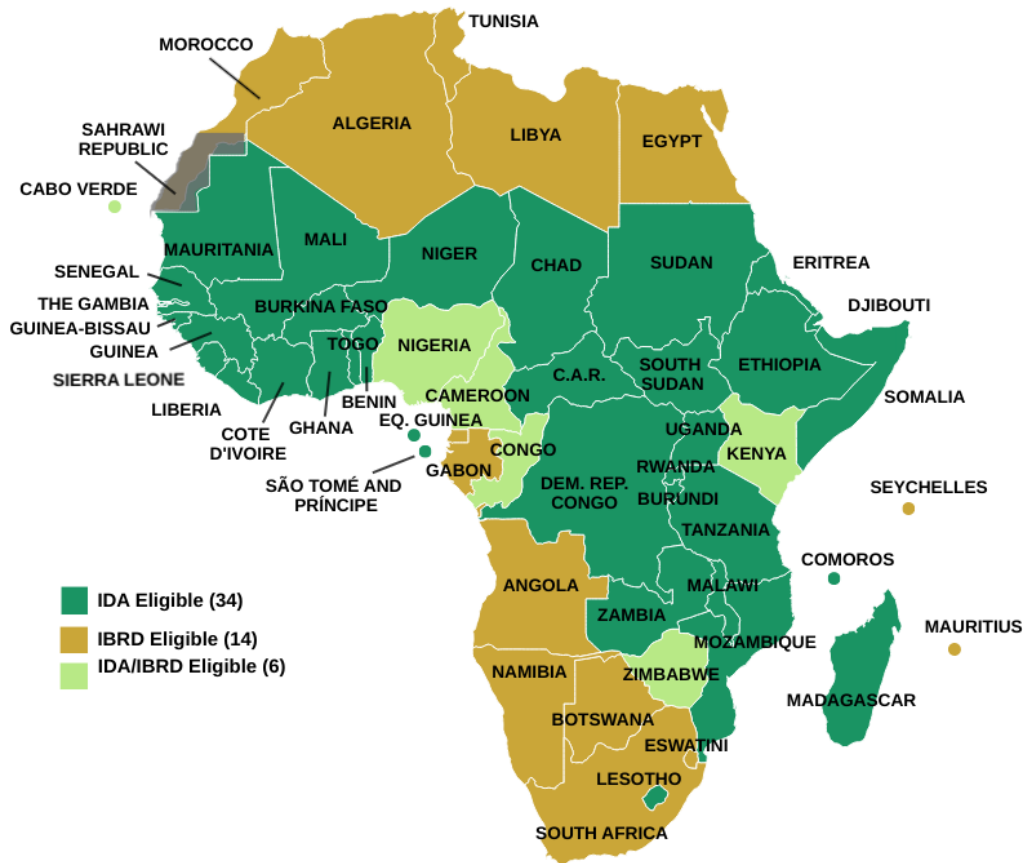 TUNISIA
MOROCCO
ALGERIA
LIBYA
EGYPT
SAHRAWI
REPUBLIC
CABO VERDE
MAURITANIA
MALI
NIGER
CHAD
SUDAN
ERITREA
DJIBOUTI
SENEGAL
THE GAMBIA
GUINEA-BISSAU
GUINEA
SIERRA LEONE
LIBERIA
BURKINA FASO
TOGO
NIGERIA
BENIN
GHANA
COTE
D'IVOIRE
CAMEROON
C.A.R.
SOUTH
SUDAN
ETHIOPIA
SOMALIA
EQ. GUINEA
SÃO TOMÉ AND
PRÍNCIPE
GABON
CONGO
DEM. REP.
CONGO
UGANDA
KENYA
RWANDA
BURUNDI
TANZANIA
SEYCHELLES
COMOROS
ANGOLA
ZAMBIA
MALAWI
MOZAMBIQUE
MAURITIUS
NAMIBIA
ZIMBABWE
BOTSWANA
MADAGASCAR
ESWATINI
LESOTHO
SOUTH AFRICA
IDA Eligible (34)
IBRD Eligible (14)
IDA/IBRD Eligible (6)